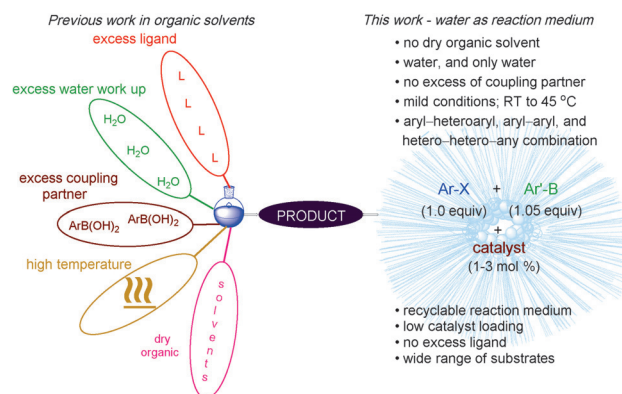 Previous work in organic solvents
excess ligand
L
L
L
L
excess water work up
H₂O
H₂O
H₂O
excess coupling
partner
ArB(OH)₂ ArB(OH)₂
high temperature
dry
organic
solvents
PRODUCT
This work - water as reaction medium
• no dry organic solvent
• water, and only water
• no excess of coupling partner
• mild conditions; RT to 45 °C
• aryl–heteroaryl, aryl–aryl, and
hetero–hetero–any combination
Ar-X + Ar'-B
(1.0 equiv) (1.05 equiv)
+
catalyst
(1-3 mol %)
• recyclable reaction medium
• low catalyst loading
• no excess ligand
• wide range of substrates